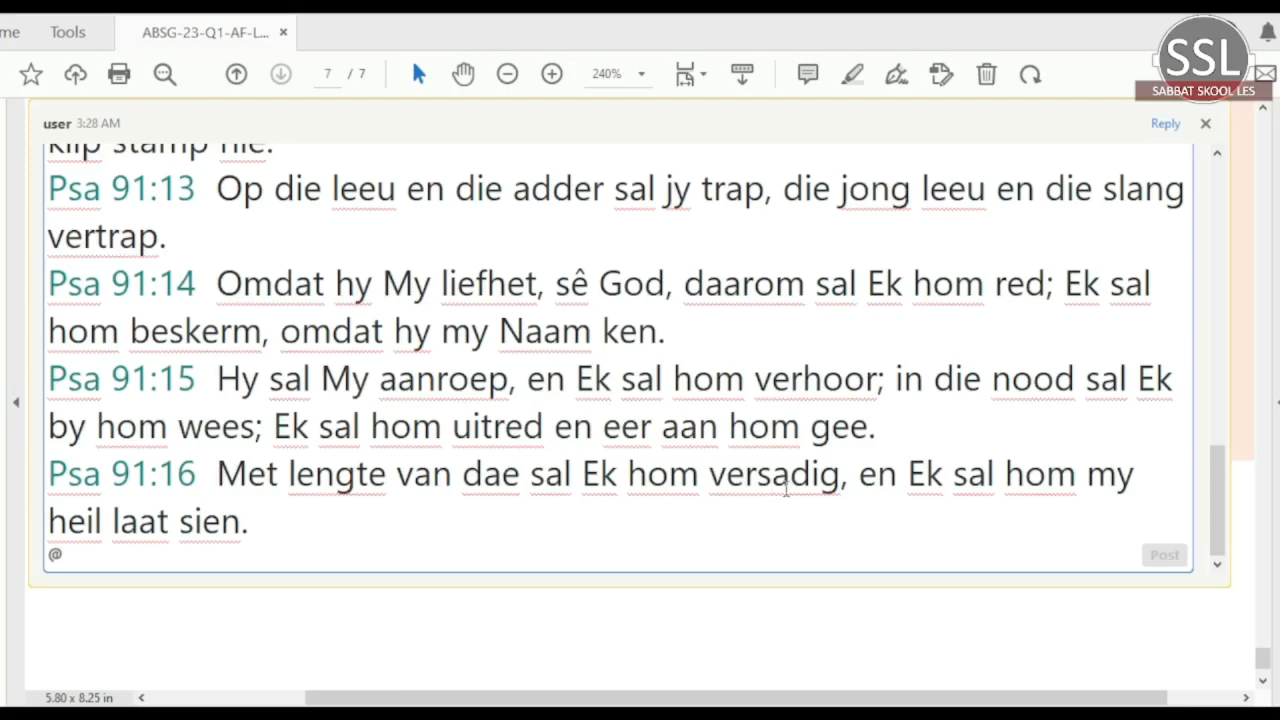 me Tools ABSG-23-Q1-AF-L... ×
SSL
7 / 7 240%
SABBAT SKOOL LES
user 3:28 AM Reply
klip stamp nie.
Psa 91:13 Op die leeu en die adder sal jy trap, die jong leeu en die slang
vertrap.
Psa 91:14 Omdat hy My liefhet, sê God, daarom sal Ek hom red; Ek sal
hom beskerm, omdat hy my Naam ken.
Psa 91:15 Hy sal My aanroep, en Ek sal hom verhoor; in die nood sal Ek
by hom wees; Ek sal hom uitred en eer aan hom gee.
Psa 91:16 Met lengte van dae sal Ek hom versadig, en Ek sal hom my
heil laat sien.
@ Post
5.80 x 8.25 in